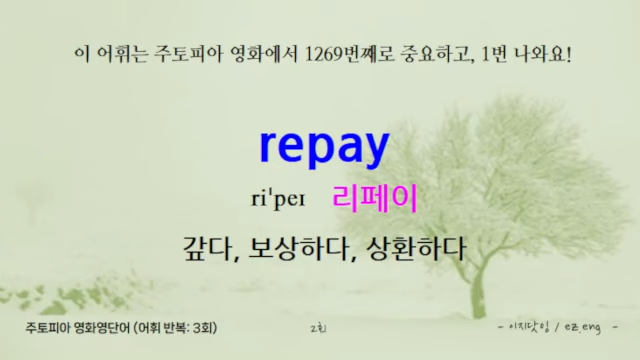 이 어휘는 주토피아 영화에서 1269번째로 중요하고, 1번 나와요!
repay
ri'peɪ 리페이
갚다, 보상하다, 상환하다
주토피아 영화영단어 (어휘 반복: 3회) 2회 - 이지닷잉 / ez.eng -